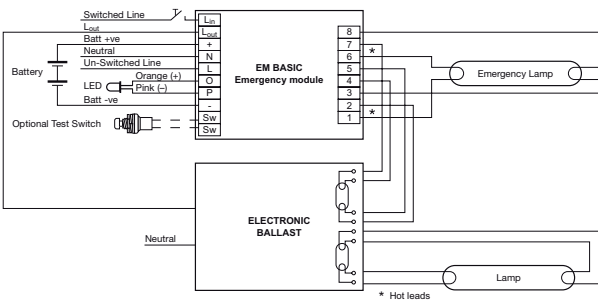 Switched Line
Lout
Batt +ve
Neutral
Un-Switched Line
Battery
Orange (+)
LED
Pink (–)
Batt -ve
Optional Test Switch
Lin
Lout
+
N
L
O
P
-
Sw
Sw
EM BASIC
Emergency module
8
7
*
6
5
4
3
2
*
1
Emergency Lamp
ELECTRONIC
BALLAST
Neutral
Lamp
* Hot leads